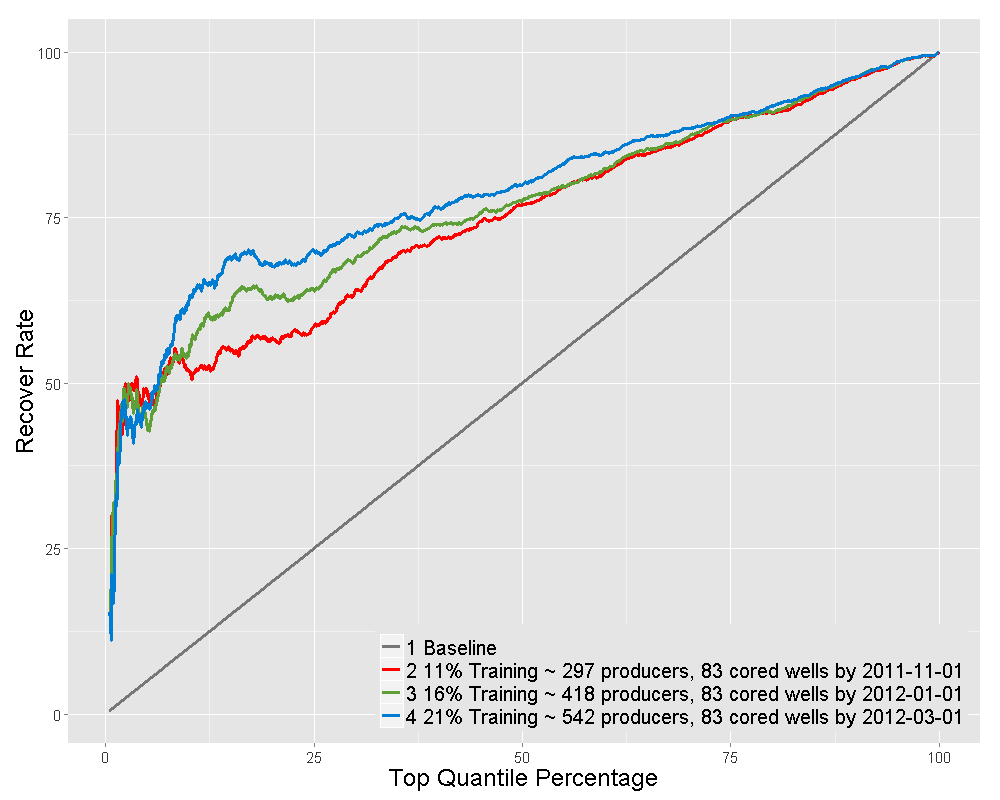 100
75
50
25
0
Recover Rate
1 Baseline
2 11% Training ~ 297 producers, 83 cored wells by 2011-11-01
3 16% Training ~ 418 producers, 83 cored wells by 2012-01-01
4 21% Training ~ 542 producers, 83 cored wells by 2012-03-01
0 25 50 75 100
Top Quantile Percentage